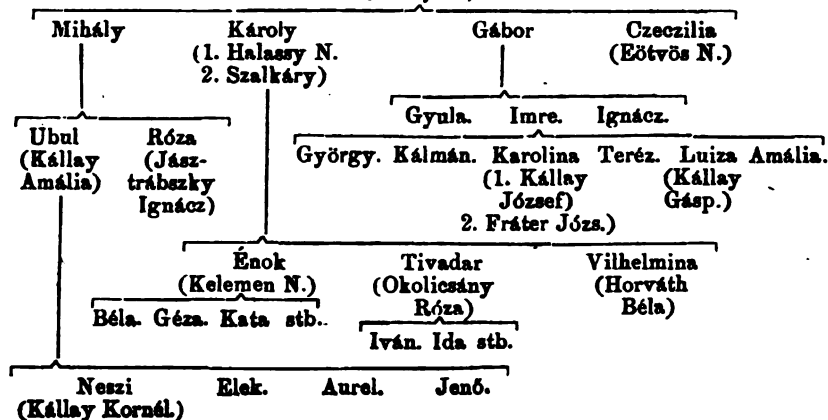 Mihály Károly Gábor Czeczilia
(1. Halassy N. (Eötvös N.)
2. Szalkáry)
Gyula. Imre. Ignácz.
Ubul Róza György. Kálmán. Karolina Teréz. Luiza Amália.
(Kállay (Jász- (1. Kállay (Kállay
Amália) trábszky József) Gásp.)
Ignácz) 2. Fráter Józs.)
Énok Tivadar Vilhelmina
(Kelemen N.) (Okolicsány (Horváth
Róza) Béla)
Béla. Géza. Kata stb..
Iván. Ida stb.
Neszi Elek. Aurel. Jenő.
(Kállay Kornél.)